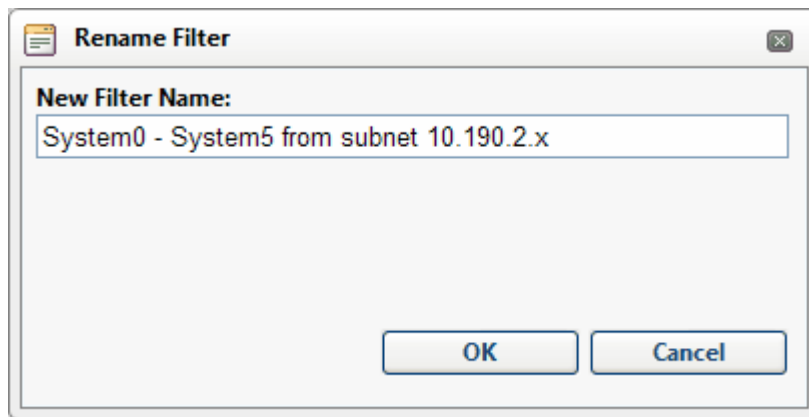 Rename Filter
New Filter Name:
System0 - System5 from subnet 10.190.2.x
OK
Cancel